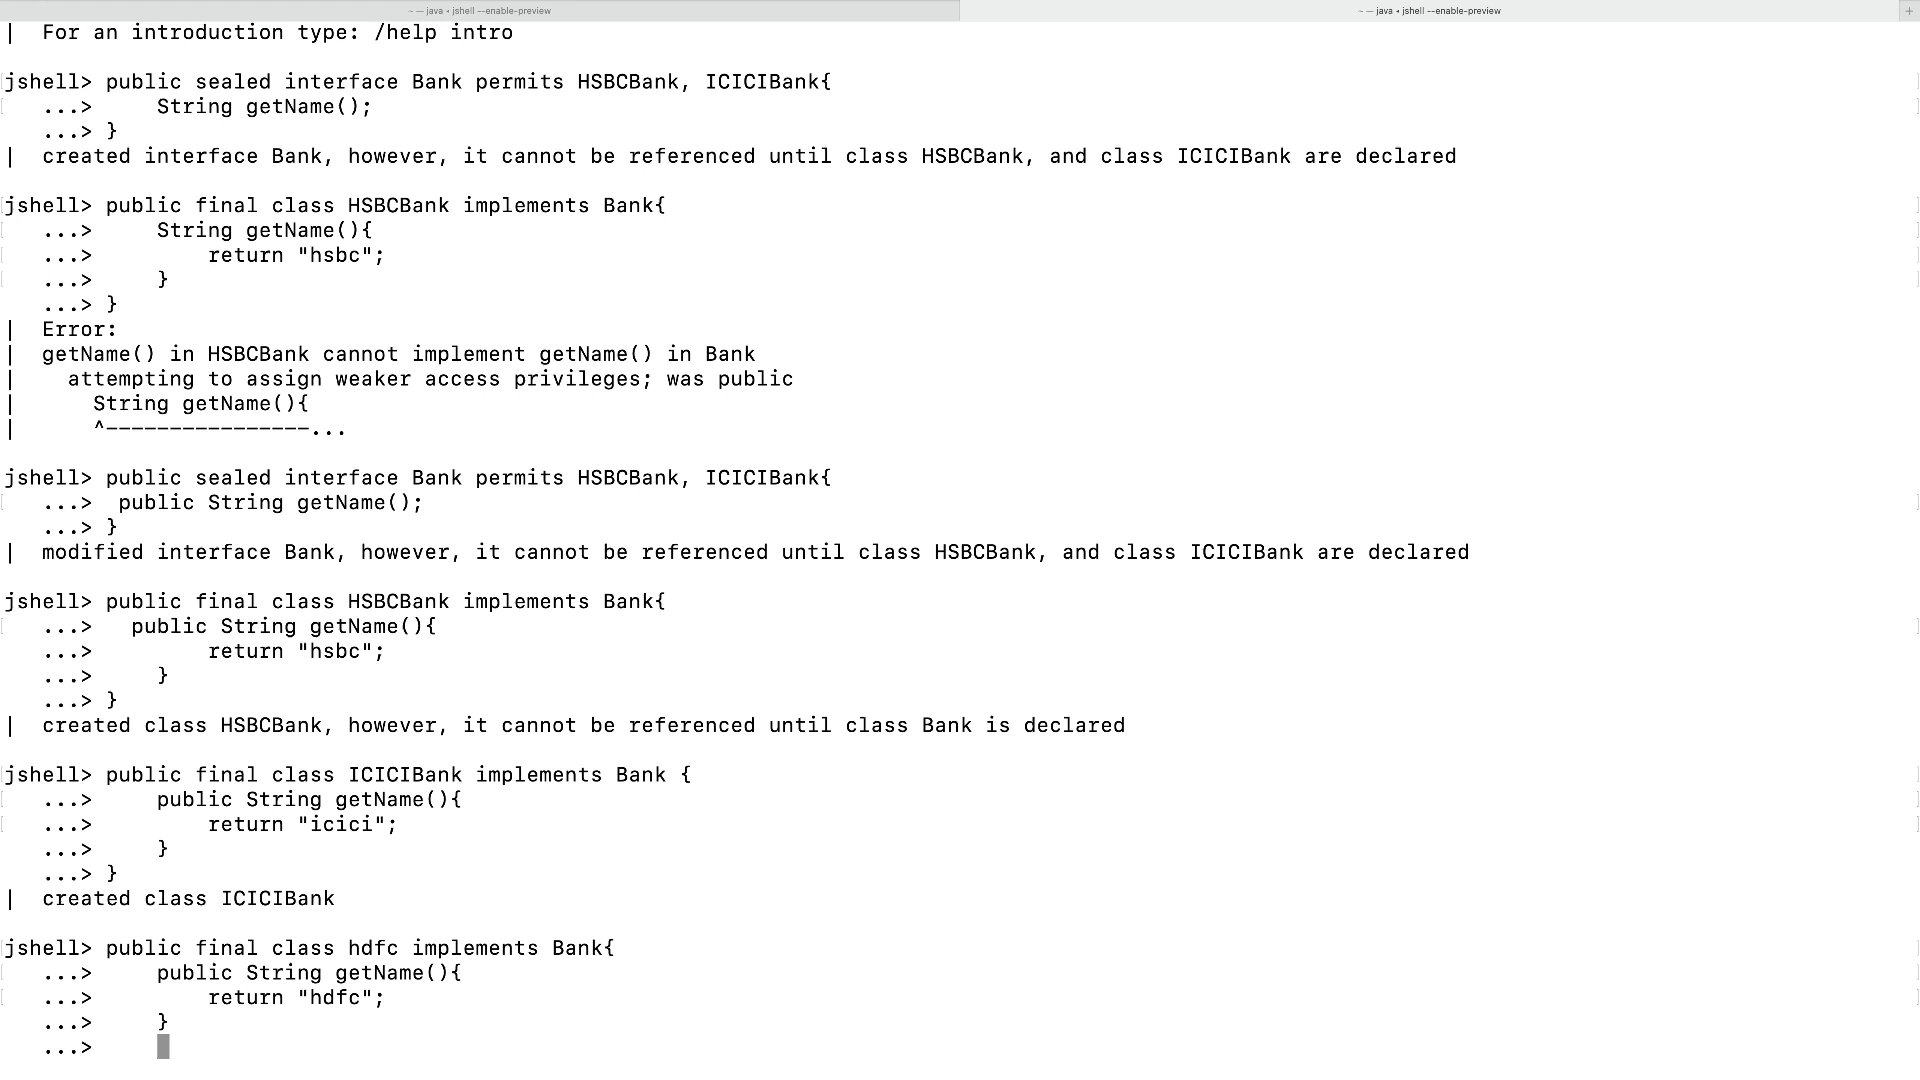 ~ — java • jshell --enable-preview
~ — java • jshell --enable-preview
+
|  For an introduction type: /help intro
jshell> public sealed interface Bank permits HSBCBank, ICICIBank{
   ...>     String getName();
   ...> }
|  created interface Bank, however, it cannot be referenced until class HSBCBank, and class ICICIBank are declared
jshell> public final class HSBCBank implements Bank{
   ...>     String getName(){
   ...>         return "hsbc";
   ...>     }
   ...> }
|  Error:
|  getName() in HSBCBank cannot implement getName() in Bank
|    attempting to assign weaker access privileges; was public
|      String getName(){
|      ^----------------...
jshell> public sealed interface Bank permits HSBCBank, ICICIBank{
   ...>  public String getName();
   ...> }
|  modified interface Bank, however, it cannot be referenced until class HSBCBank, and class ICICIBank are declared
jshell> public final class HSBCBank implements Bank{
   ...>   public String getName(){
   ...>         return "hsbc";
   ...>     }
   ...> }
|  created class HSBCBank, however, it cannot be referenced until class Bank is declared
jshell> public final class ICICIBank implements Bank {
   ...>     public String getName(){
   ...>         return "icici";
   ...>     }
   ...> }
|  created class ICICIBank
jshell> public final class hdfc implements Bank{
   ...>     public String getName(){
   ...>         return "hdfc";
   ...>     }
   ...>